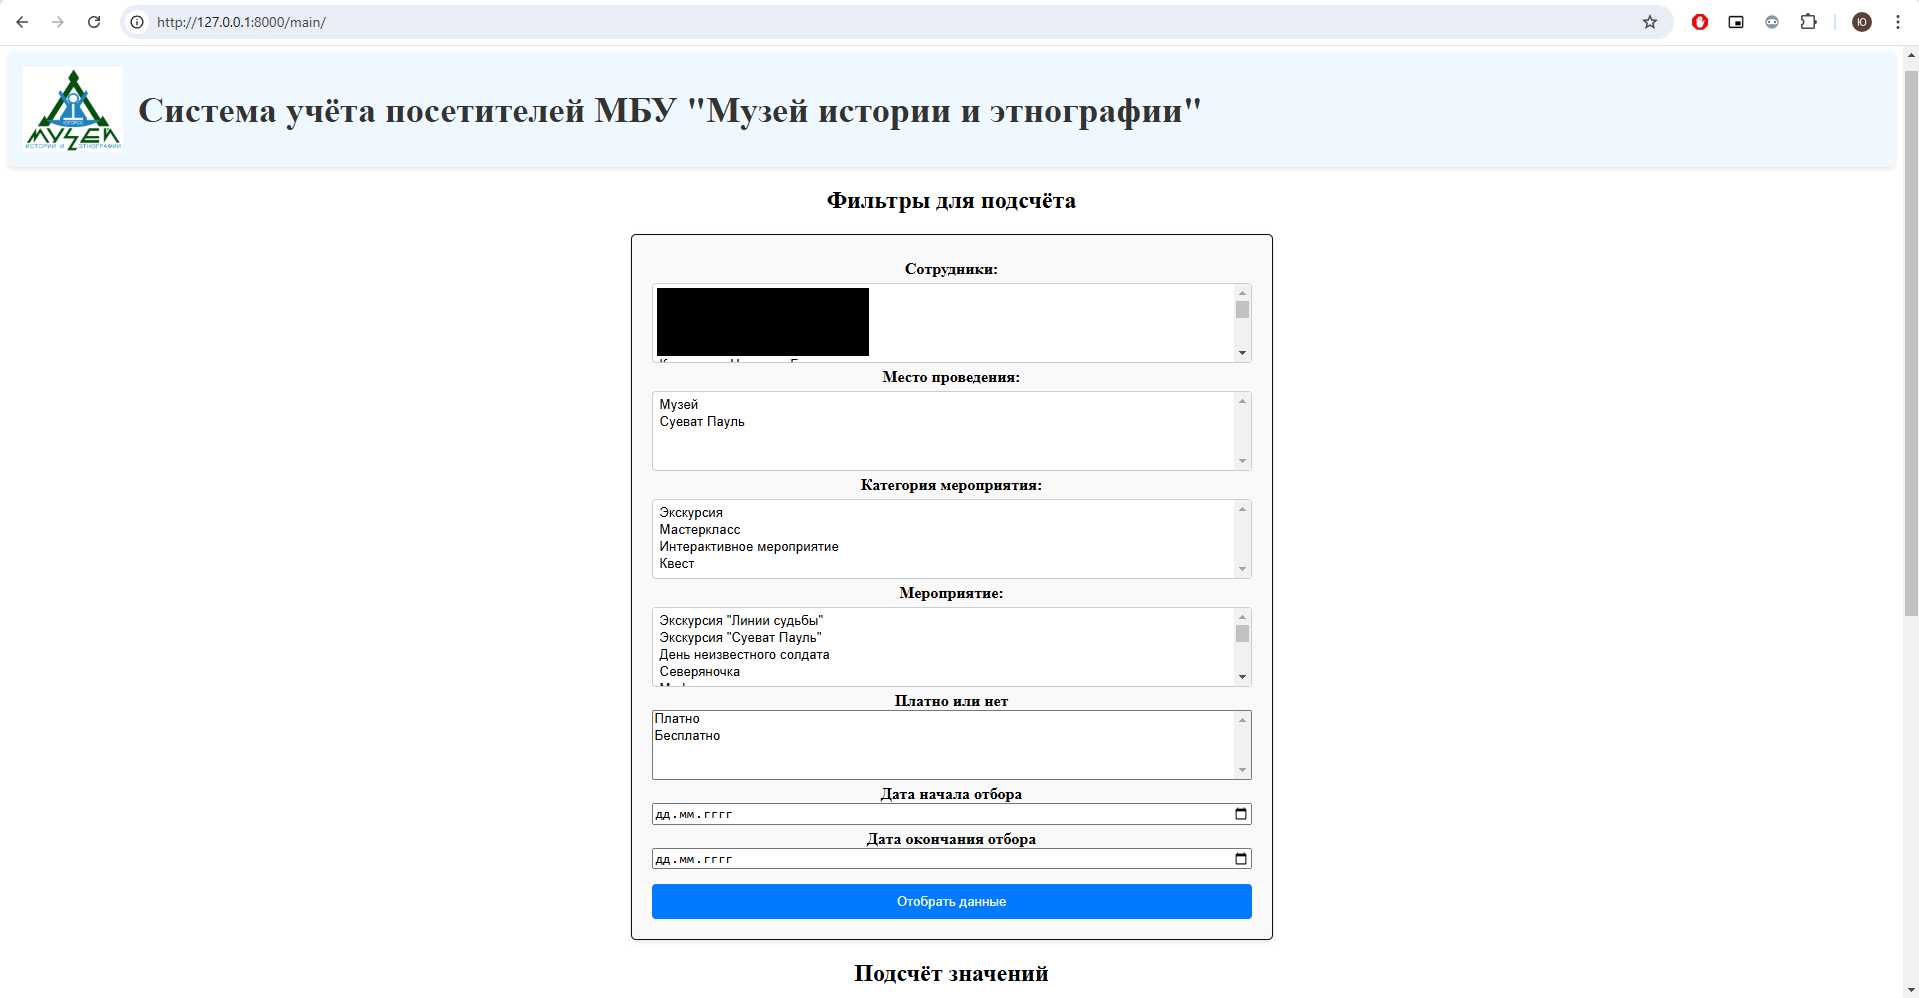 http://127.0.0.1:8000/main/
Ю
ЮГОРСК
МУЗЕЙ
ИСТОРИИ И ЭТНОГРАФИИ
Система учёта посетителей МБУ "Музей истории и этнографии"
Фильтры для подсчёта
Сотрудники:
Место проведения:
Музей
Суеват Пауль
Категория мероприятия:
Экскурсия
Мастеркласс
Интерактивное мероприятие
Квест
Мероприятие:
Экскурсия "Линии судьбы"
Экскурсия "Суеват Пауль"
День неизвестного солдата
Северяночка
Платно или нет
Платно
Бесплатно
Дата начала отбора
дд.мм.гггг
Дата окончания отбора
дд.мм.гггг
Отобрать данные
Подсчёт значений